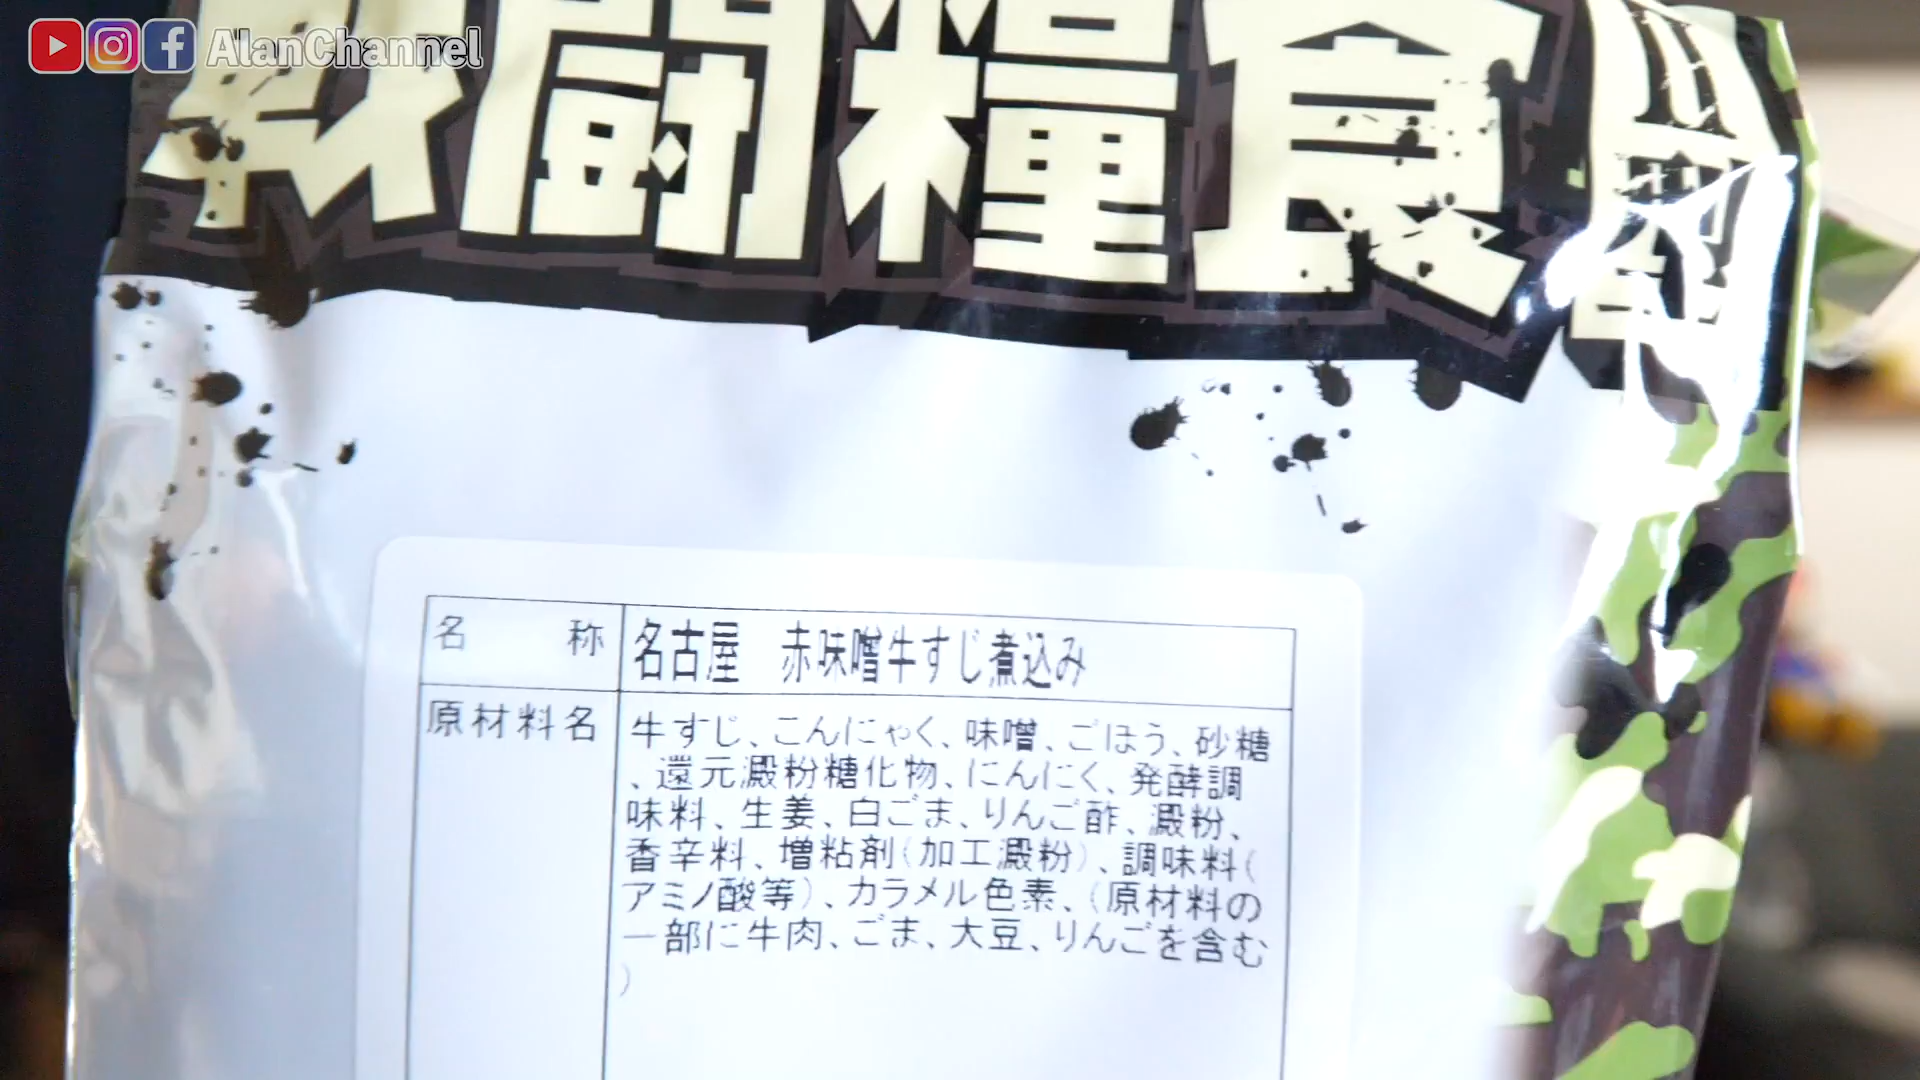 AlanChannel
戦闘糧食II型
名称 名古屋 赤味噌牛すじ煮込み
原材料名 牛すじ、こんにゃく、味噌、ごぼう、砂糖
、還元澱粉糖化物、にんにく、発酵調
味料、生姜、白ごま、りんご酢、澱粉、
香辛料、増粘剤(加工澱粉)、調味料(
アミノ酸等)、カラメル色素、(原材料の
一部に牛肉、ごま、大豆、りんごを含む
)